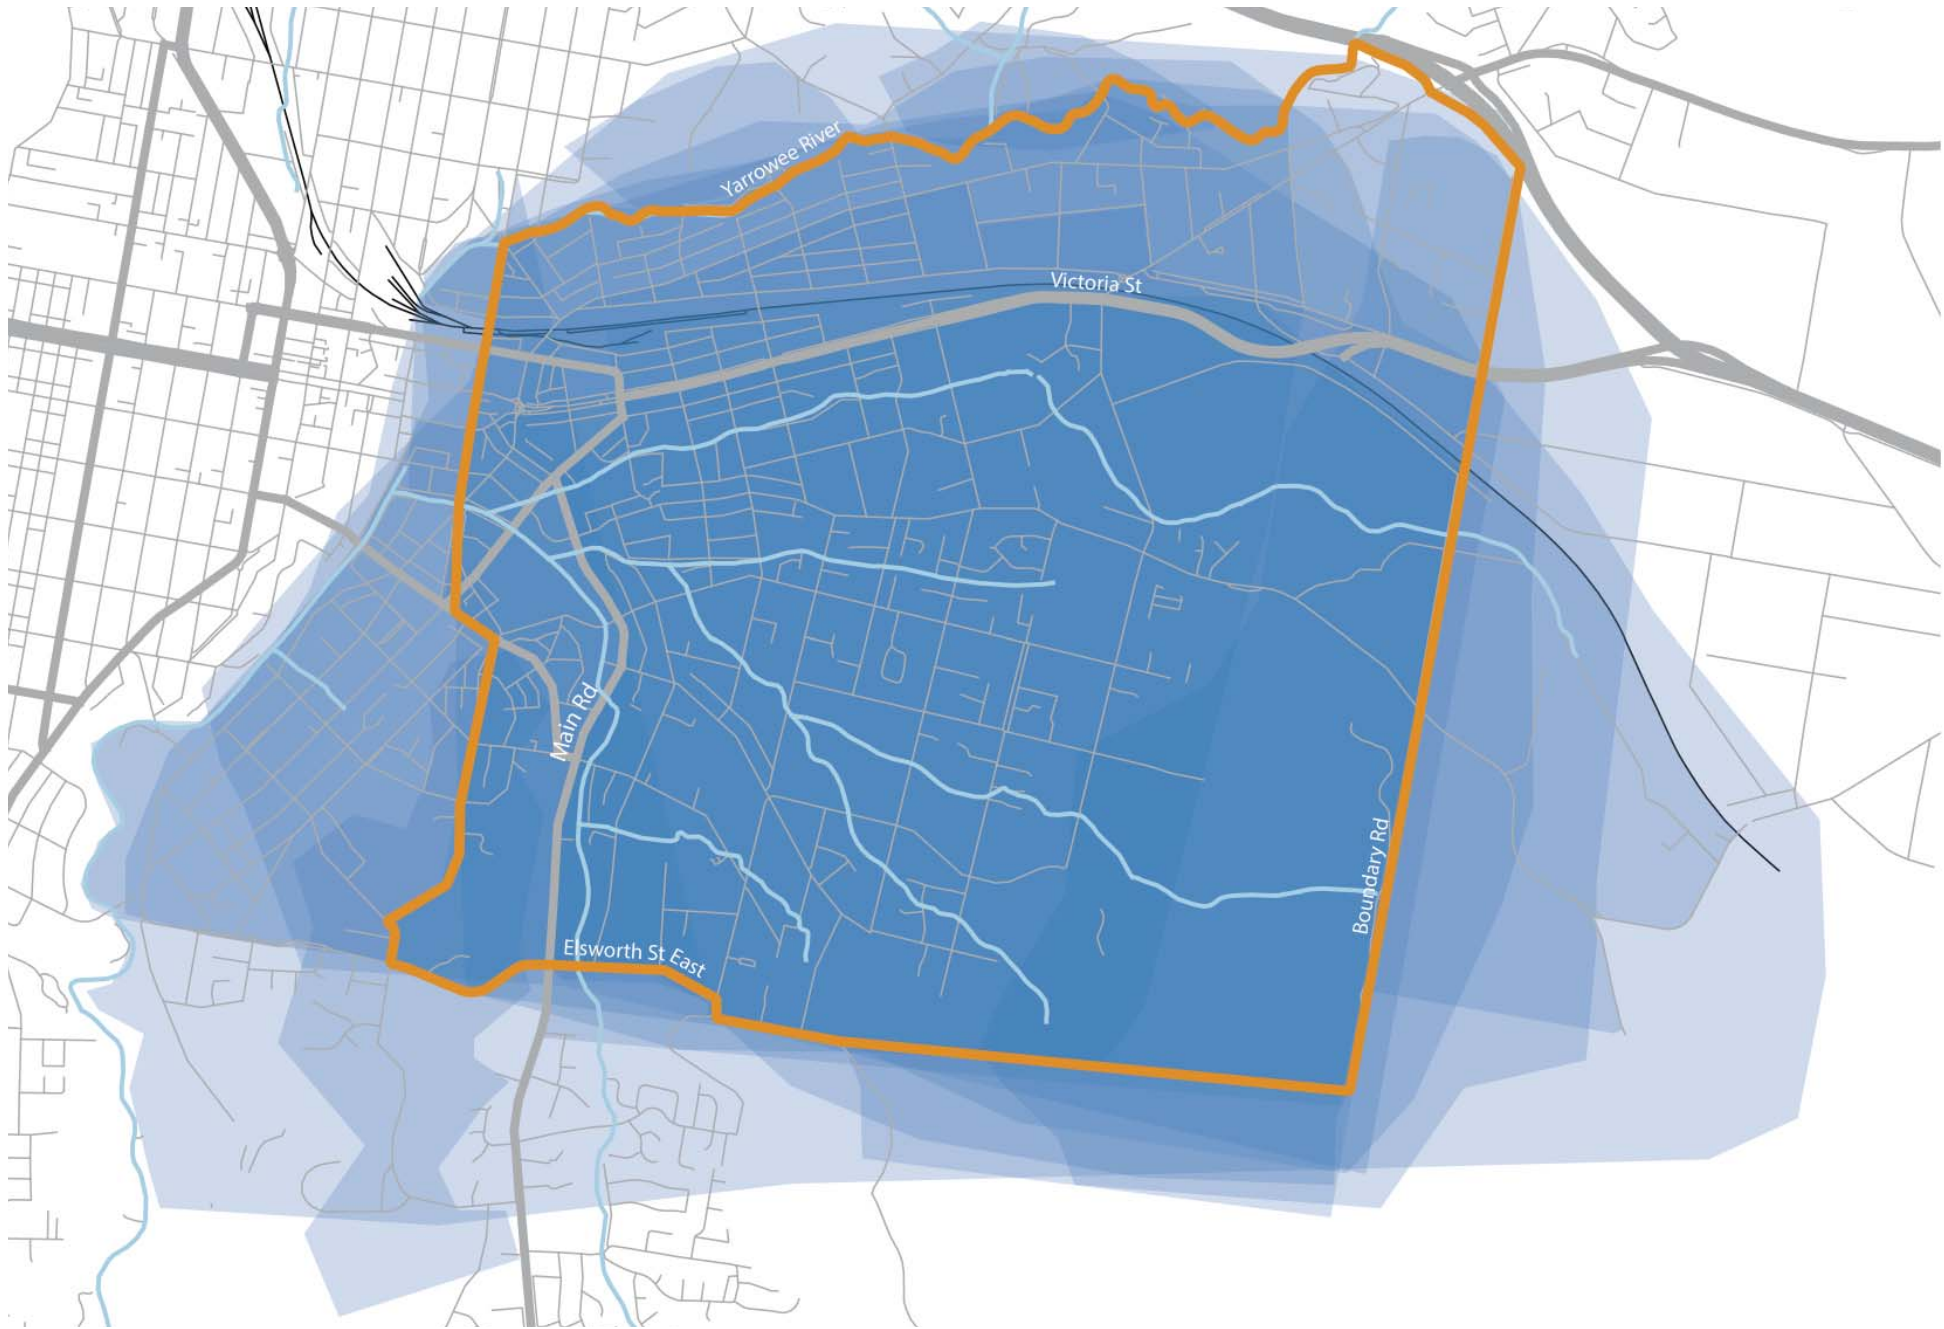 Yarrowee River
Victoria St
Main Rd
Boundary Rd
Elsworth St East